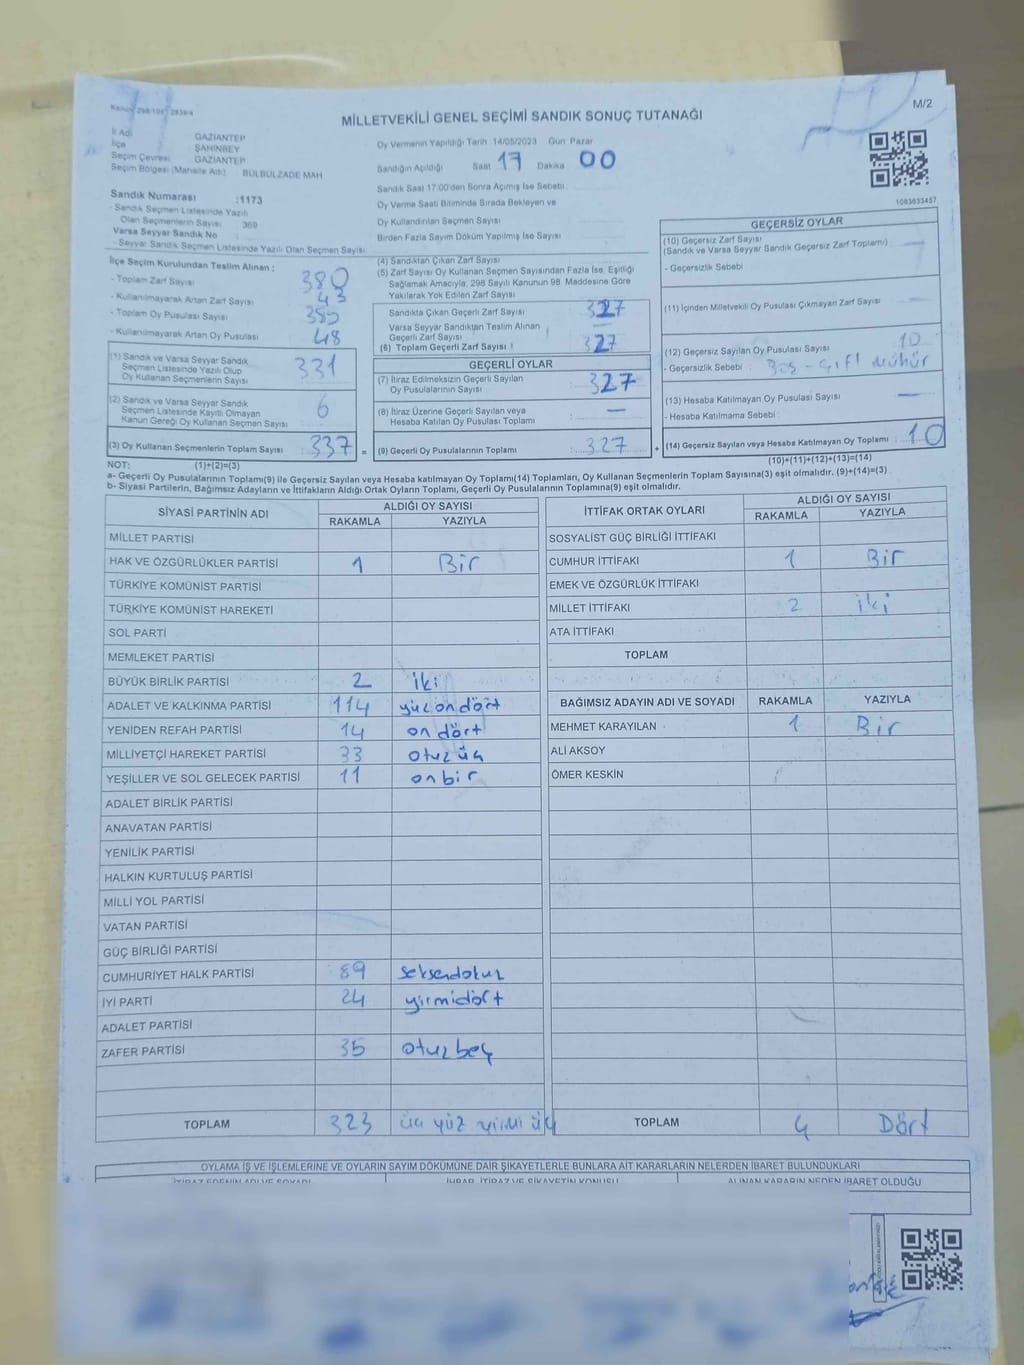 M/2
MİLLETVEKİLİ GENEL SEÇİMİ SANDIK SONUÇ TUTANAĞI
İl Adı GAZİANTEP
İlçe ŞAHİNBEY
Seçim Çevresi GAZİANTEP
Seçim Bölgesi (Mahalle Adı) BÜLBÜLZADE MAH
Oy Vermenin Yapıldığı Tarih 14/05/2023 Gün Pazar
Sandığın Açıldığı Saat 17 Dakika 00
Sandık Saat 17.00'den Sonra Açımış İse Sebebi
Oy Verme Saati Bitiminde Sırada Bekleyen ve
Oy Kullandırılan Seçmen Sayısı
Birden Fazla Sayım Döküm Yapılmış İse Sayısı
1083633457
Sandık Numarası :1173
- Sandık Seçmen Listesinde Yazılı
Olan Seçmenlerin Sayısı 369
Varsa Seyyar Sandık No
- Seyyar Sandık Seçmen Listesinde Yazılı Olan Seçmen Sayısı
İlçe Seçim Kurulundan Teslim Alınan :
- Toplam Zarf Sayısı 380
- Kullanılmayarak Artan Zarf Sayısı 43
- Toplam Oy Pusulası Sayısı 385
- Kullanılmayarak Artan Oy Pusulası 48
(1) Sandık ve Varsa Seyyar Sandık
Seçmen Listesinde Yazılı Olup
Oy Kullanan Seçmenlerin Sayısı 331
(2) Sandık ve Varsa Seyyar Sandık
Seçmen Listesinde Kayıtlı Olmayan
Kanun Gereği Oy Kullanan Seçmen Sayısı 6
(3) Oy Kullanan Seçmenlerin Toplam Sayısı 337 =
(4) Sandıktan Çıkan Zarf Sayısı
(5) Zarf Sayısı Oy Kullanan Seçmen Sayısından Fazla İse, Eşitliği
Sağlamak Amacıyla; 298 Sayılı Kanunun 98. Maddesine Göre
Yakılarak Yok Edilen Zarf Sayısı
Sandıkta Çıkan Geçerli Zarf Sayısı 327
Varsa Seyyar Sandıktan Teslim Alınan
Geçerli Zarf Sayısı —
(6) Toplam Geçerli Zarf Sayısı : 327
GEÇERLİ OYLAR
(7) İtiraz Edilmeksizin Geçerli Sayılan
Oy Pusulalarının Sayısı 327
(8) İtiraz Üzerine Geçerli Sayılan veya
Hesaba Katılan Oy Pusulası Toplamı : —
(9) Geçerli Oy Pusulalarının Toplamı : 327 +
GEÇERSİZ OYLAR
(10) Geçersiz Zarf Sayısı
(Sandık ve Varsa Seyyar Sandık Geçersiz Zarf Toplamı)
- Geçersizlik Sebebi
(11) İçinden Milletvekili Oy Pusulası Çıkmayan Zarf Sayısı
(12) Geçersiz Sayılan Oy Pusulası Sayısı 10
- Geçersizlik Sebebi : Boş - Çift Mühür
(13) Hesaba Katılmayan Oy Pusulası Sayısı —
- Hesaba Katılmama Sebebi
(14) Geçersiz Sayılan veya Hesaba Katılmayan Oy Toplamı : 10
NOT: (1)+(2)=(3)
(10)+(11)+(12)+(13)=(14)
a- Geçerli Oy Pusulasının Toplamı(9) ile Geçersiz Sayılan veya Hesaba katılmayan Oy Toplamı(14) Toplamları, Oy Kullanan Seçmenlerin Toplam Sayısına(3) eşit olmalıdır. (9)+(14)=(3)
b- Siyasi Partilerin, Bağımsız Adayların ve İttifakların Aldığı Ortak Oyların Toplamı, Geçerli Oy Pusulalarının Toplamına(9) eşit olmalıdır.
SİYASİ PARTİNİN ADI ALDIĞI OY SAYISI
RAKAMLA YAZIYLA
MİLLET PARTİSİ
HAK VE ÖZGÜRLÜKLER PARTİSİ 1 Bir
TÜRKİYE KOMÜNİST PARTİSİ
TÜRKİYE KOMÜNİST HAREKETİ
SOL PARTİ
MEMLEKET PARTİSİ
BÜYÜK BİRLİK PARTİSİ 2 iki
ADALET VE KALKINMA PARTİSİ 114 yüz on dört
YENİDEN REFAH PARTİSİ 14 on dört
MİLLİYETÇİ HAREKET PARTİSİ 33 otuz üç
YEŞİLLER VE SOL GELECEK PARTİSİ 11 on bir
ADALET BİRLİK PARTİSİ
ANAVATAN PARTİSİ
YENİLİK PARTİSİ
HALKIN KURTULUŞ PARTİSİ
MİLLİ YOL PARTİSİ
VATAN PARTİSİ
GÜÇ BİRLİĞİ PARTİSİ
CUMHURİYET HALK PARTİSİ 89 seksendokuz
İYİ PARTİ 24 yirmidört
ADALET PARTİSİ
ZAFER PARTİSİ 35 otuzbeş
TOPLAM 323 üç yüz yirmi üç
İTTİFAK ORTAK OYLARI ALDIĞI OY SAYISI
RAKAMLA YAZIYLA
SOSYALİST GÜÇ BİRLİĞİ İTTİFAKI
CUMHUR İTTİFAKI 1 Bir
EMEK VE ÖZGÜRLÜK İTTİFAKI
MİLLET İTTİFAKI 2 iki
ATA İTTİFAKI
TOPLAM
BAĞIMSIZ ADAYIN ADI VE SOYADI RAKAMLA YAZIYLA
MEHMET KARAYILAN 1 Bir
ALİ AKSOY
ÖMER KESKİN
TOPLAM 4 Dört
OYLAMA İŞ VE İŞLEMLERİNE VE OYLARIN SAYIM DÖKÜMÜNE DAİR ŞİKAYETLERLE BUNLARA AİT KARARLARIN NELERDEN İBARET BULUNDUKLARI
İTİRAZ EDENİN ADI VE SOYADI İHBAR, İTİRAZ VE ŞİKAYETİN KONUSU ALINAN KARARIN NEDEN İBARET OLDUĞU